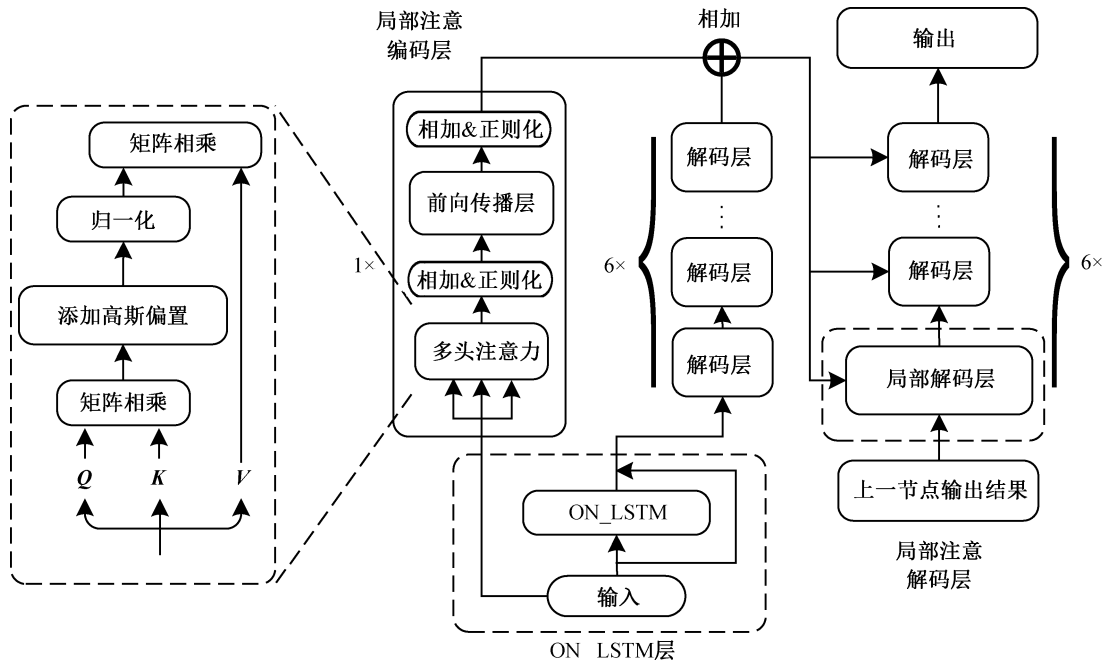 局部注意
编码层
相加
输出
矩阵相乘
归一化
添加高斯偏置
矩阵相乘
Q
K
V
1×
相加&正则化
前向传播层
相加&正则化
多头注意力
6×
解码层
⋮
解码层
解码层
解码层
⋮
解码层
6×
局部解码层
上一节点输出结果
局部注意
解码层
ON_LSTM
输入
ON LSTM层